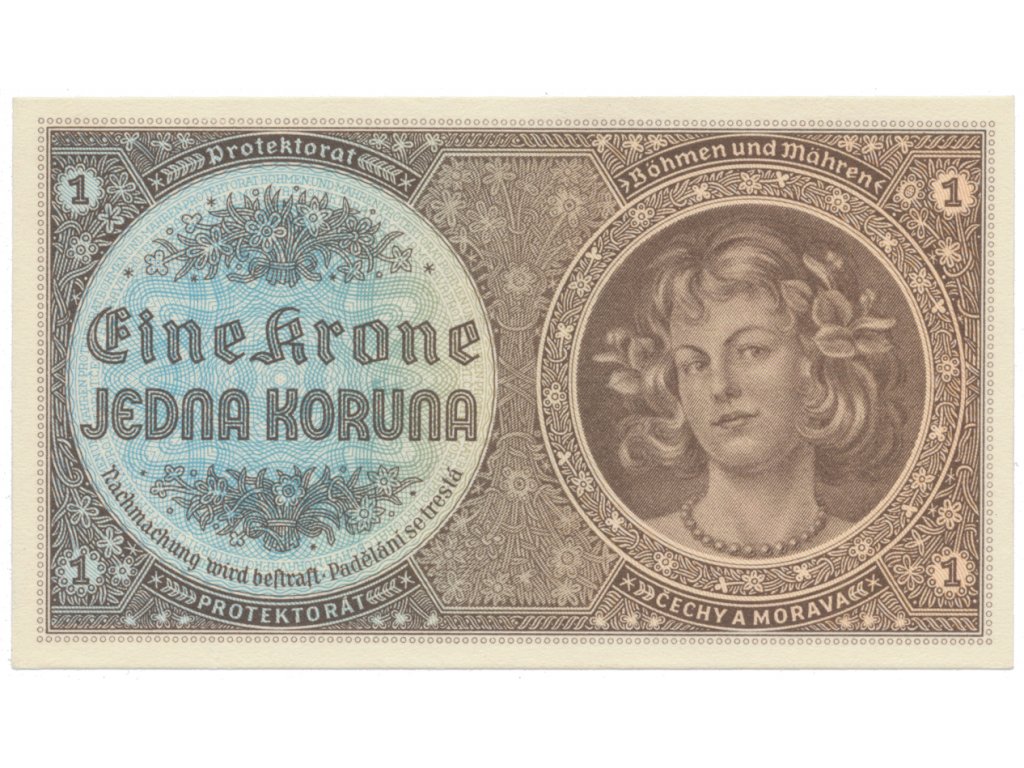 Protektorat
Böhmen und Mähren
1
1
Eine Krone
JEDNA KORUNA
Nachmachung wird bestraft. Padělání se trestá
1
1
PROTEKTORÁT
ČECHY A MORAVA